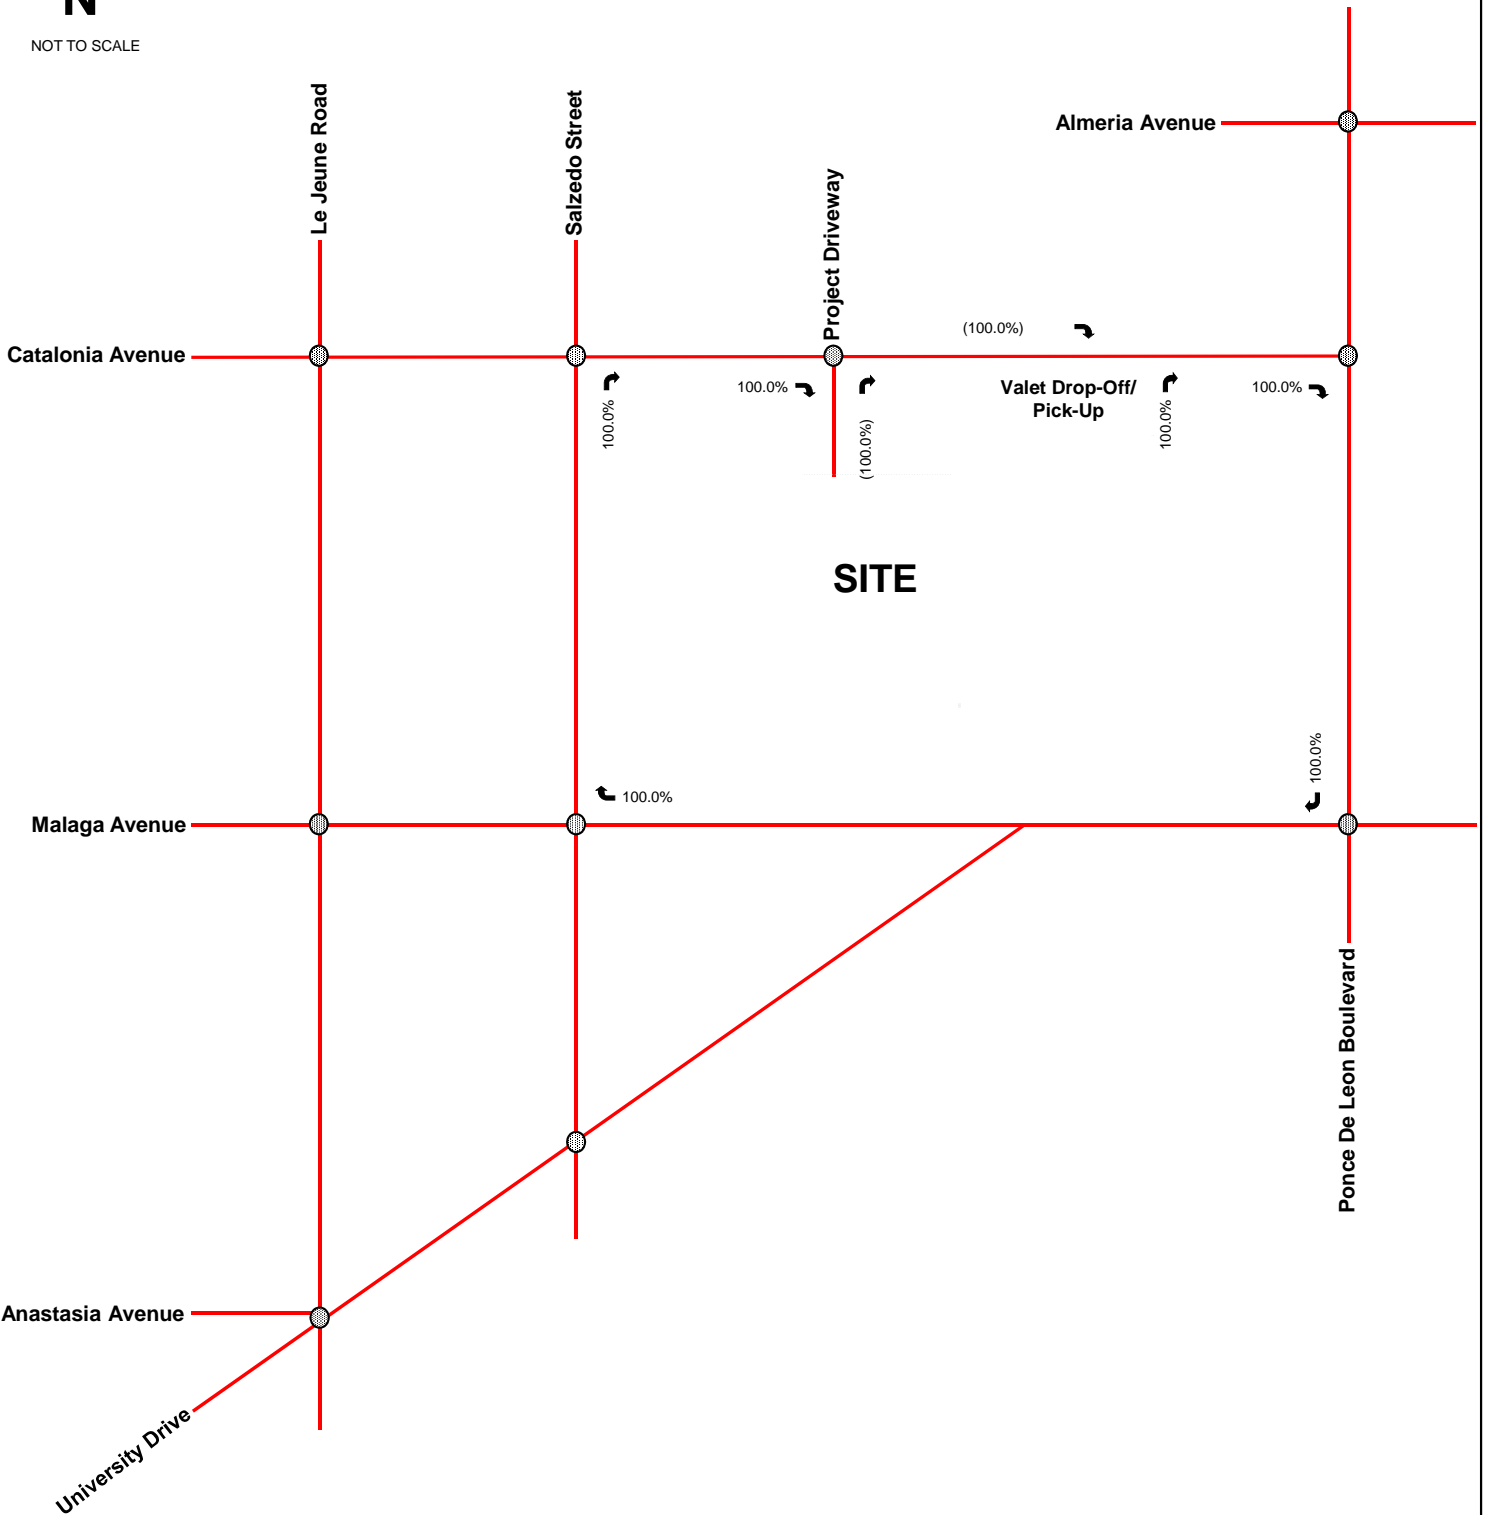 N
NOT TO SCALE
Le Jeune Road
Salzedo Street
Project Driveway
Almeria Avenue
Catalonia Avenue
(100.0%)
100.0%
100.0%
(100.0%)
Valet Drop-Off/
Pick-Up
100.0%
100.0%
SITE
100.0%
100.0%
Malaga Avenue
Ponce De Leon Boulevard
Anastasia Avenue
University Drive